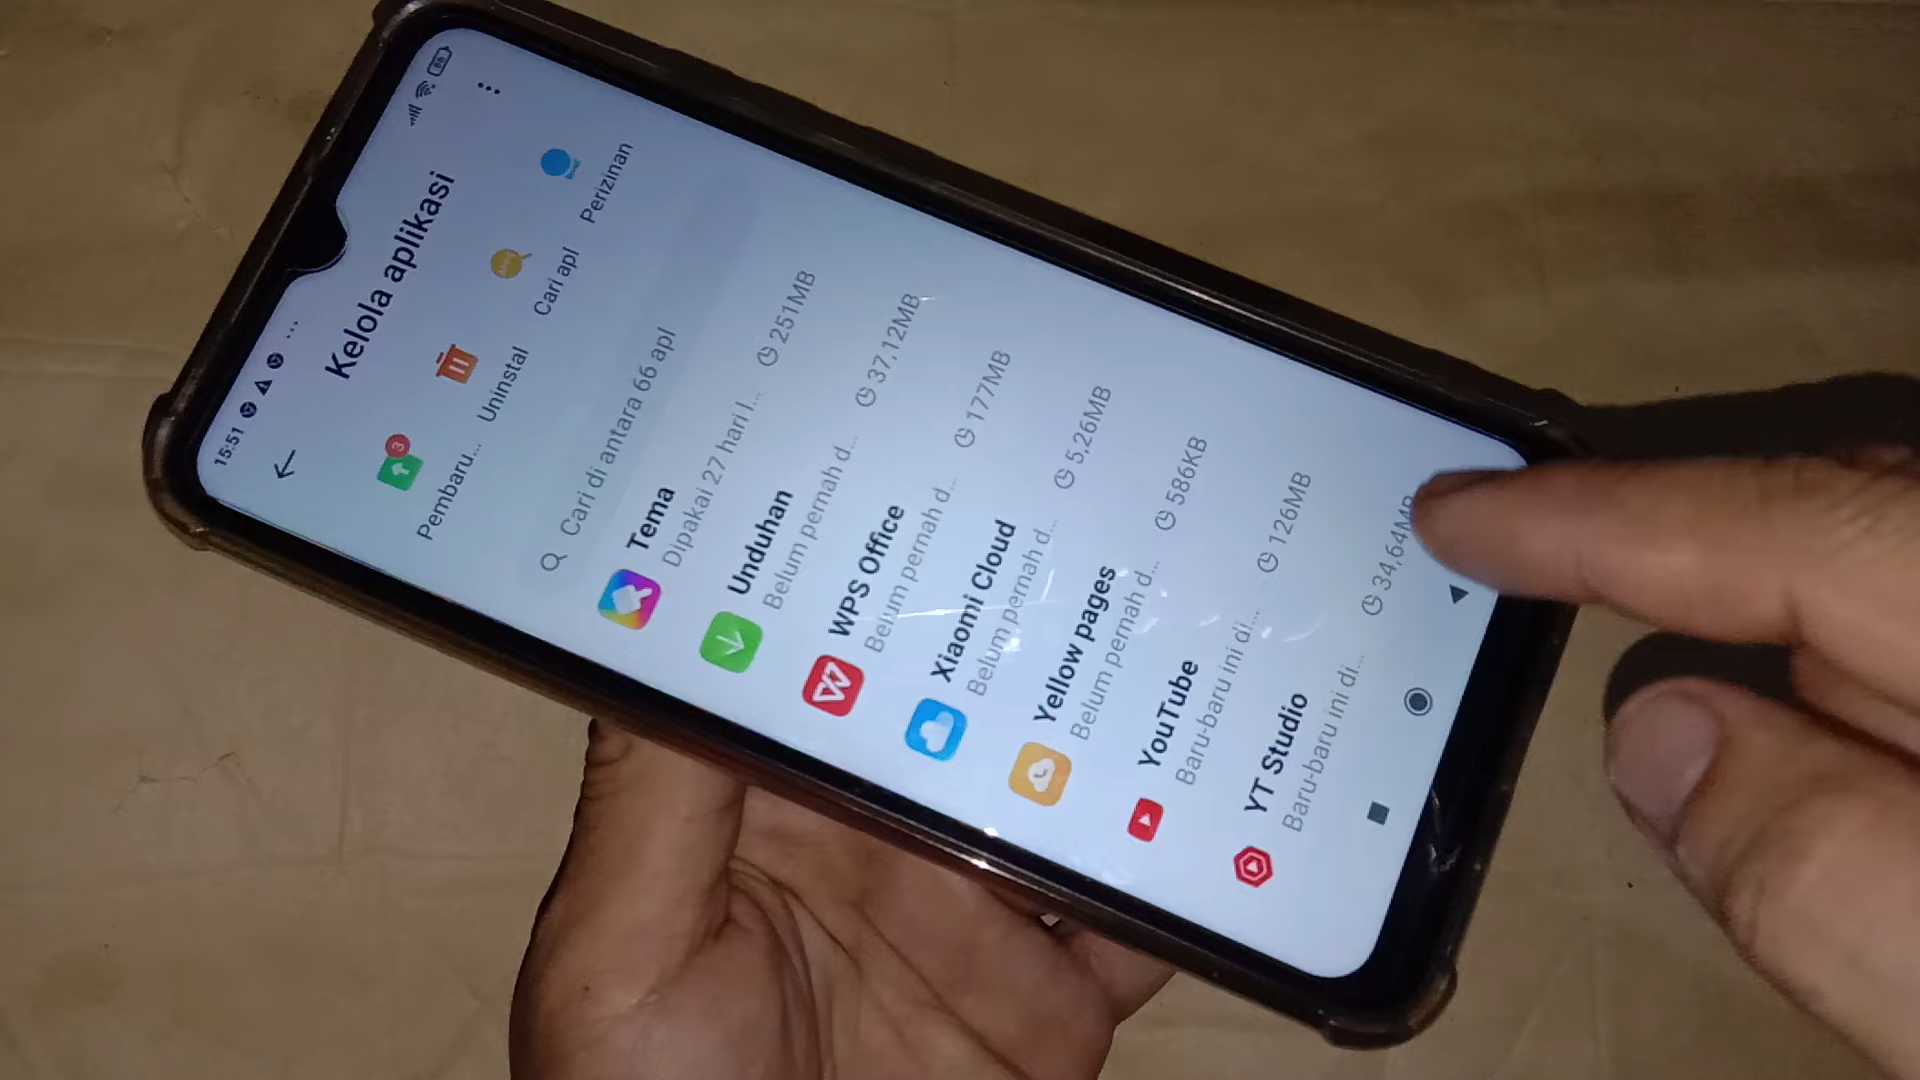 15:51
Kelola aplikasi
3
Pembaru...
Uninstal
Cari apl
Perizinan
Cari di antara 66 apl
Tema
Dipakai 27 hari l...
251MB
Unduhan
Belum pernah d...
37,12MB
WPS Office
Belum pernah d...
177MB
Xiaomi Cloud
Belum pernah d...
5,26MB
Yellow pages
Belum pernah d...
586KB
YouTube
Baru-baru ini di...
126MB
YT Studio
Baru-baru ini di...
34,64MB